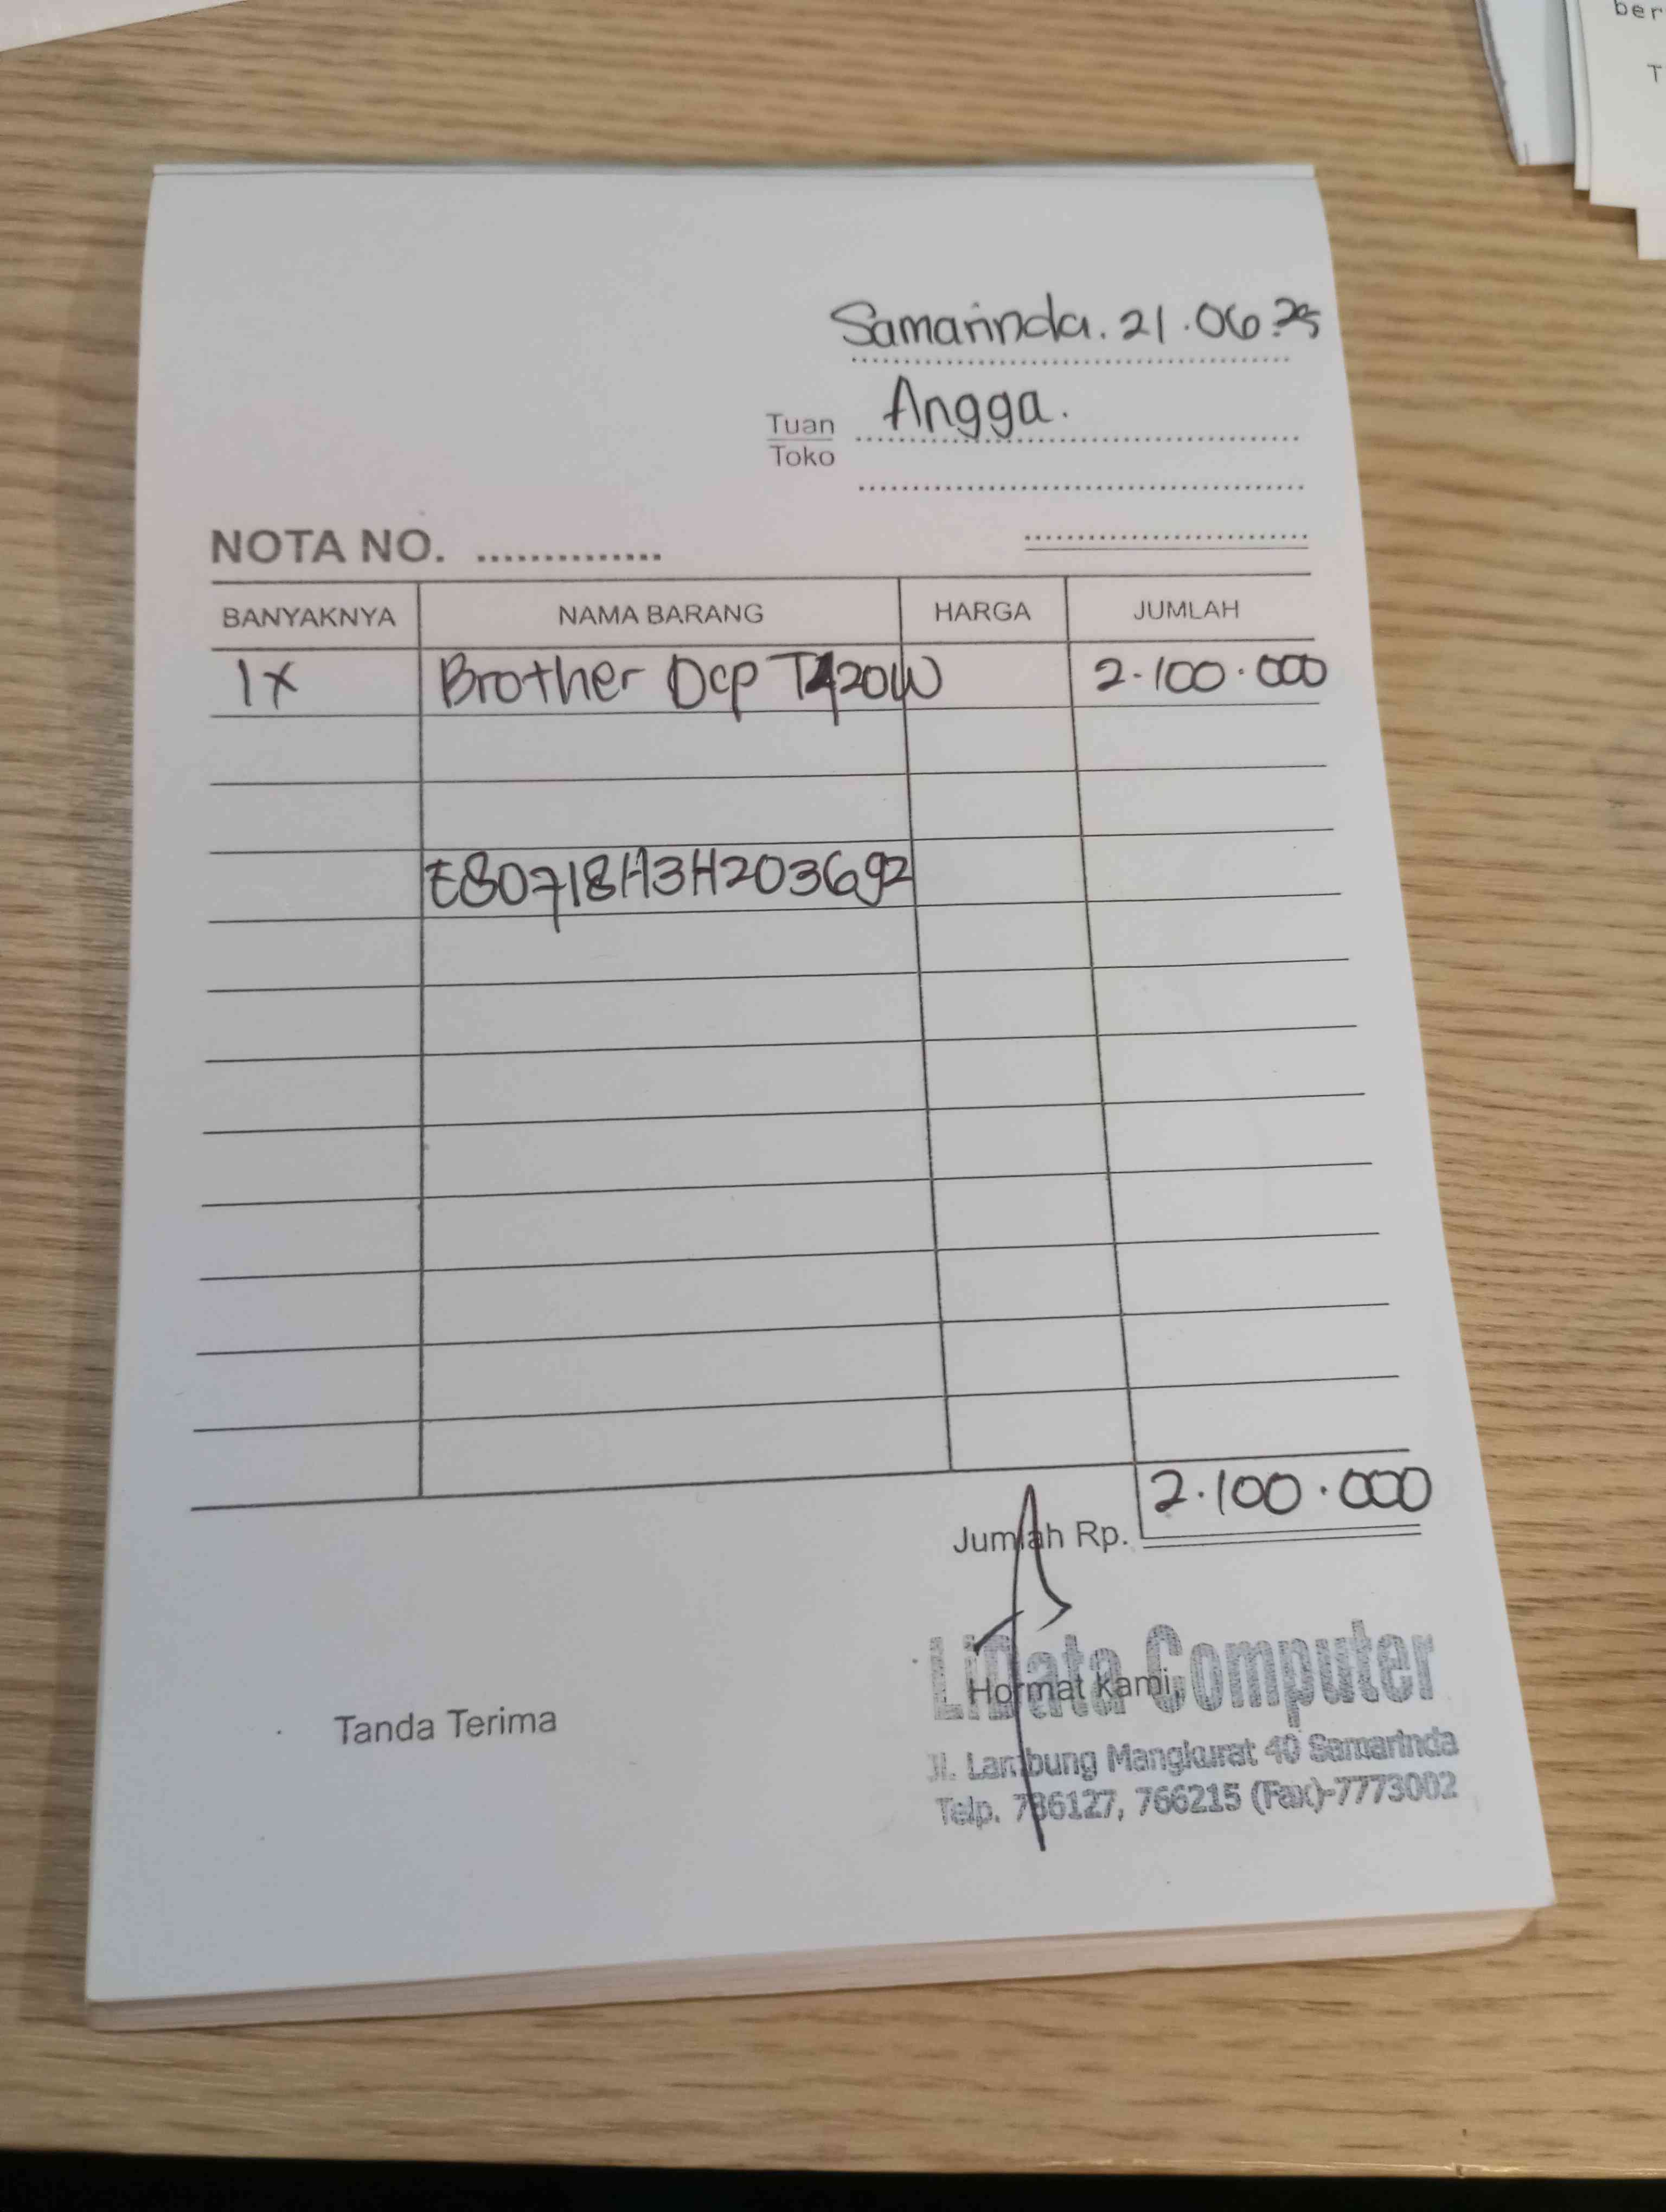 ber
T
Samarinda. 21.06.25
Tuan Angga.
Toko
NOTA NO. ..............
BANYAKNYA NAMA BARANG HARGA JUMLAH
1x Brother Dcp T420W 2.100.000
E80718H3H203692
Jumlah Rp. 2.100.000
LiData Computer
Tanda Terima Hormat kami,
Jl. Lambung Mangkurat 40 Samarinda
Telp. 736127, 766215 (Fax)-7773002